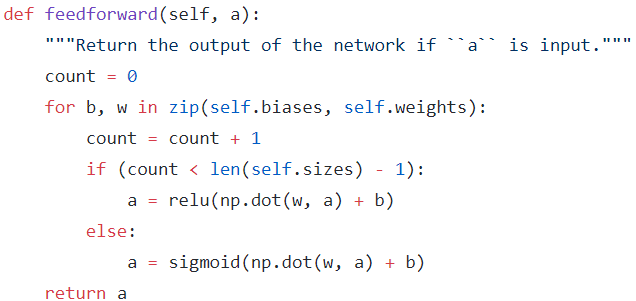 def feedforward(self, a):
    """Return the output of the network if ``a`` is input."""
    count = 0
    for b, w in zip(self.biases, self.weights):
        count = count + 1
        if (count < len(self.sizes) - 1):
            a = relu(np.dot(w, a) + b)
        else:
            a = sigmoid(np.dot(w, a) + b)
    return a